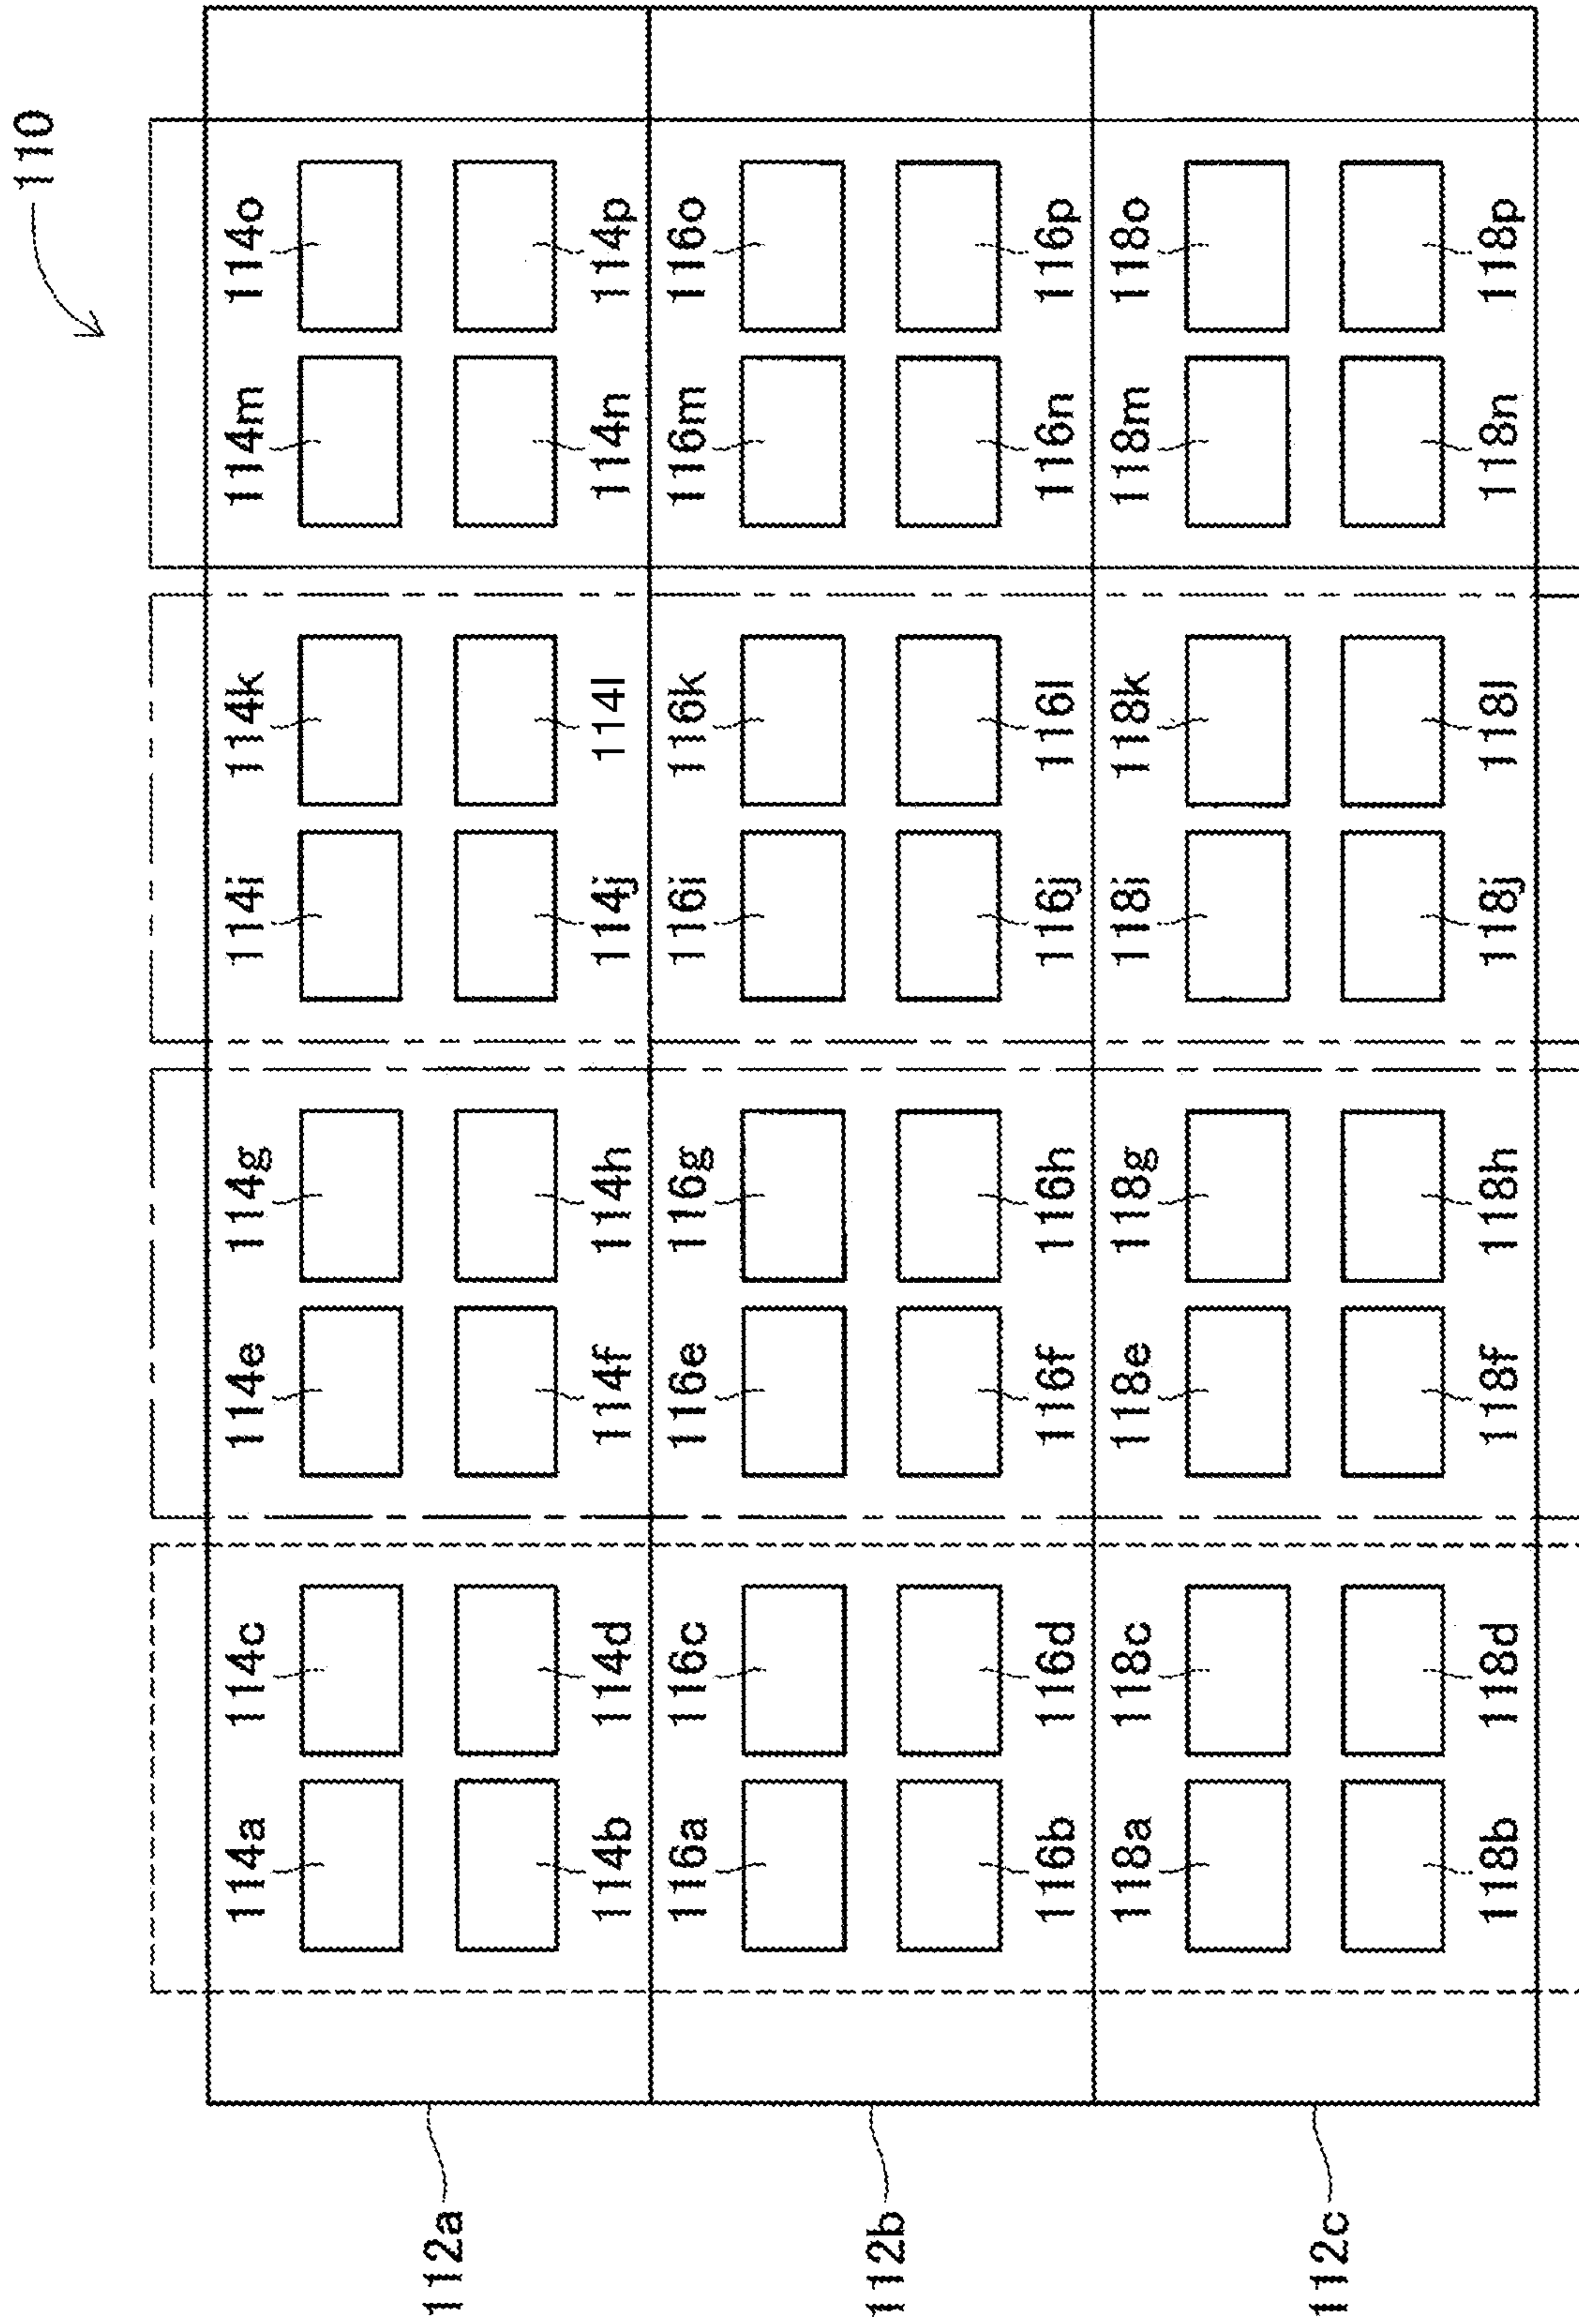 110
114a 114c 114e 114g 114i 114k 114m 114o
112a
114b 114d 114f 114h 114j 114l 114n 114p
116a 116c 116e 116g 116i 116k 116m 116o
112b
116b 116d 116f 116h 116j 116l 116n 116p
118a 118c 118e 118g 118i 118k 118m 118o
112c
118b 118d 118f 118h 118j 118l 118n 118p